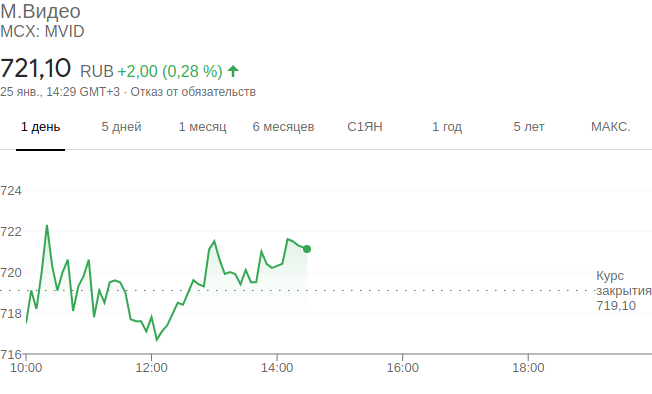 М.Видео
MCX: MVID
721,10 RUB +2,00 (0,28 %)
25 янв., 14:29 GMT+3 · Отказ от обязательств
1 день 5 дней 1 месяц 6 месяцев С1ЯН 1 год 5 лет МАКС.
724
722
720
718
716
Курс
закрытия
719,10
10:00 12:00 14:00 16:00 18:00